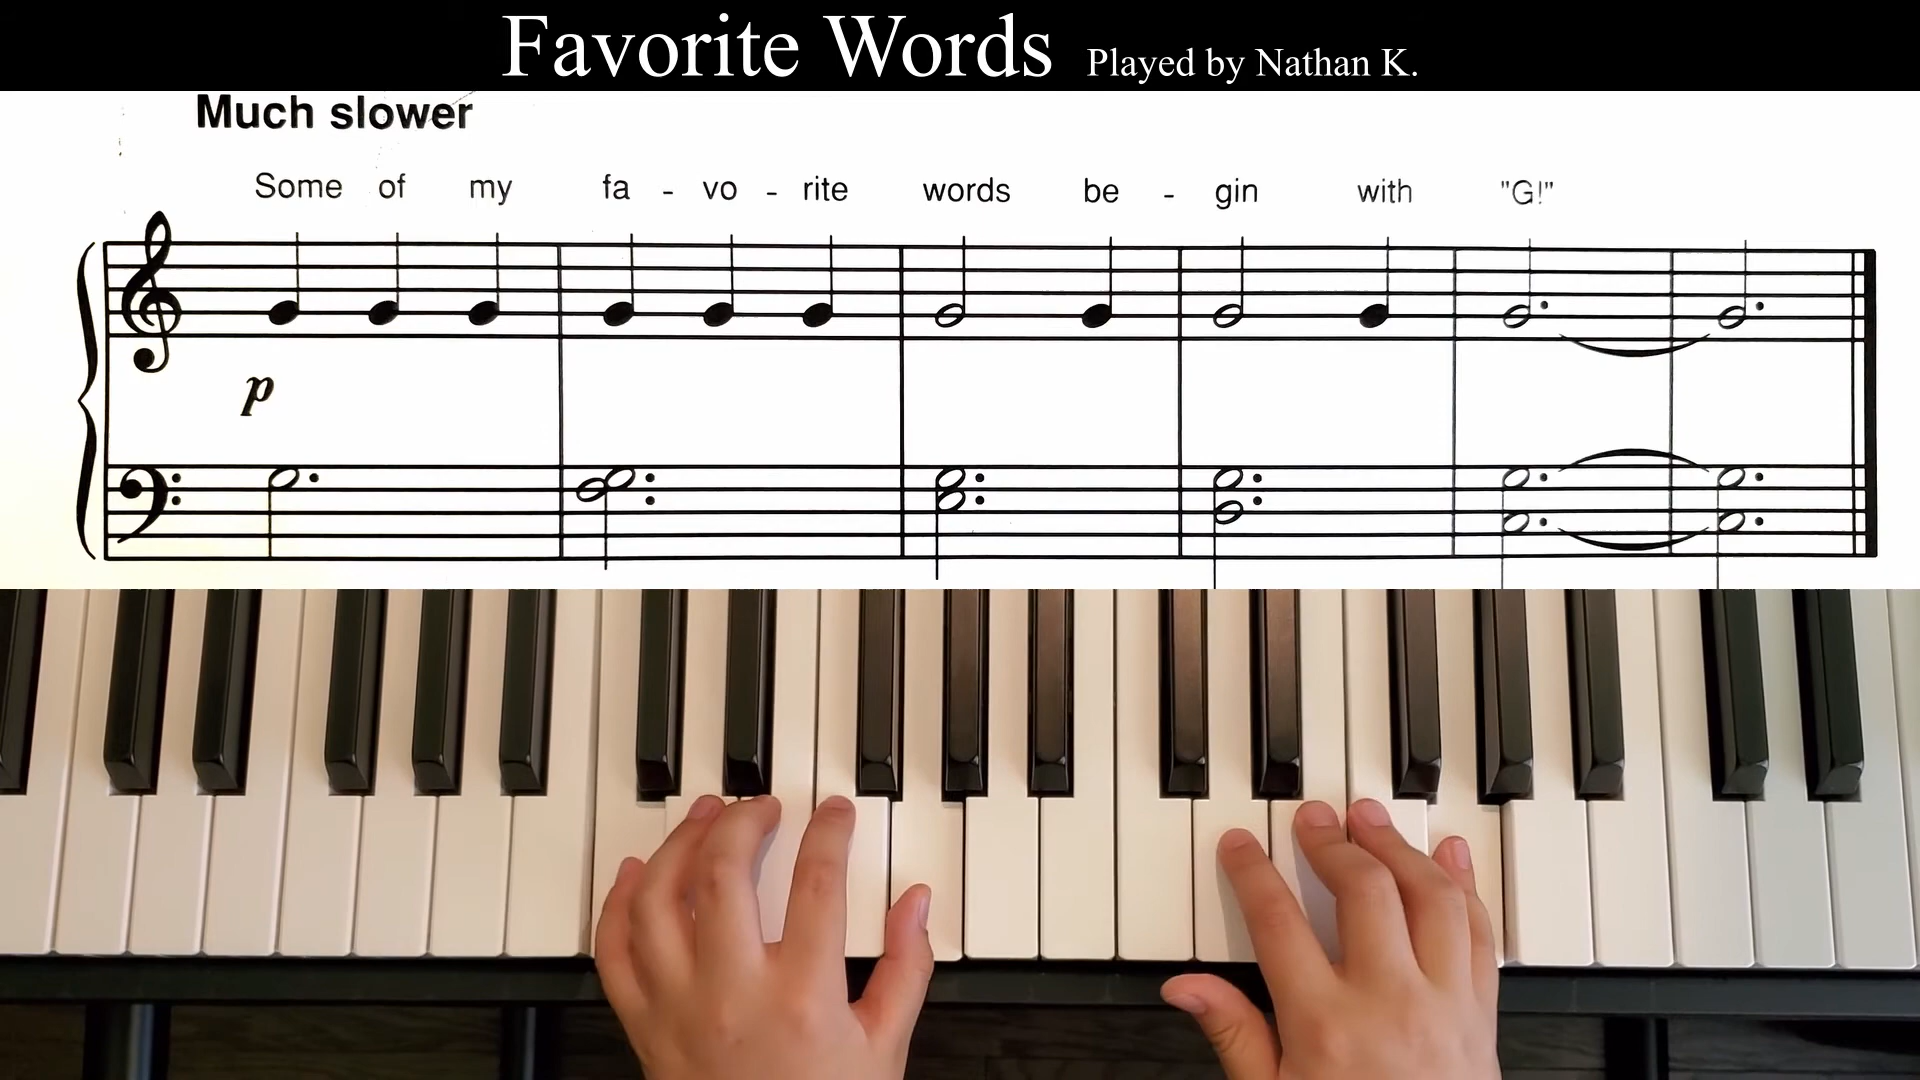 Favorite Words Played by Nathan K.
Much slower
Some of my fa - vo - rite words be - gin with "G!"
p